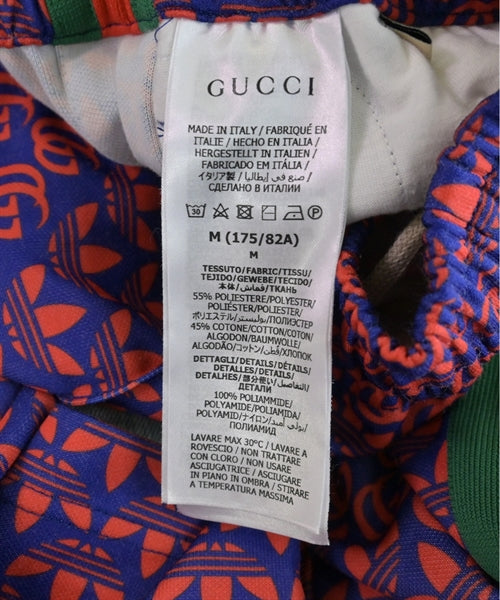 GUCCI
MADE IN ITALY / FABRIQUÉ EN
ITALIE / HECHO EN ITALIA /
HERGESTELLT IN ITALIEN /
FABRICADO EM ITÁLIA /
イタリア製 / صنع في إيطاليا /
СДЕЛАНО В ИТАЛИИ
30 P
M (175/82A)
M
TESSUTO/FABRIC/TISSU/
TEJIDO/GEWEBE/TECIDO/
本体/قماش/ТКАНЬ
55% POLIESTERE/POLYESTER/
POLIÉSTER/POLYESTER/
ポリエステル/بوليستر/ПОЛИЭСТЕР
45% COTONE/COTTON/COTON/
ALGODÓN/BAUMWOLLE/
ALGODÃO/コットン/قطن/ХЛОПОК
DETTAGLI/DETAILS/DÉTAILS/
DETALLES/DETAILS/
DETALHES/部分使い/التفاصيل/
ДЕТАЛИ
100% POLIAMMIDE/
POLYAMIDE/POLIAMIDA/
POLYAMID/ナイロン/بولي أميد/
ПОЛИАМИД
LAVARE MAX 30°C / LAVARE A
ROVESCIO / NON TRATTARE
CON CLORO / NON USARE
ASCIUGATRICE / ASCIUGARE
IN PIANO IN OMBRA / STIRARE
A TEMPERATURA MASSIMA